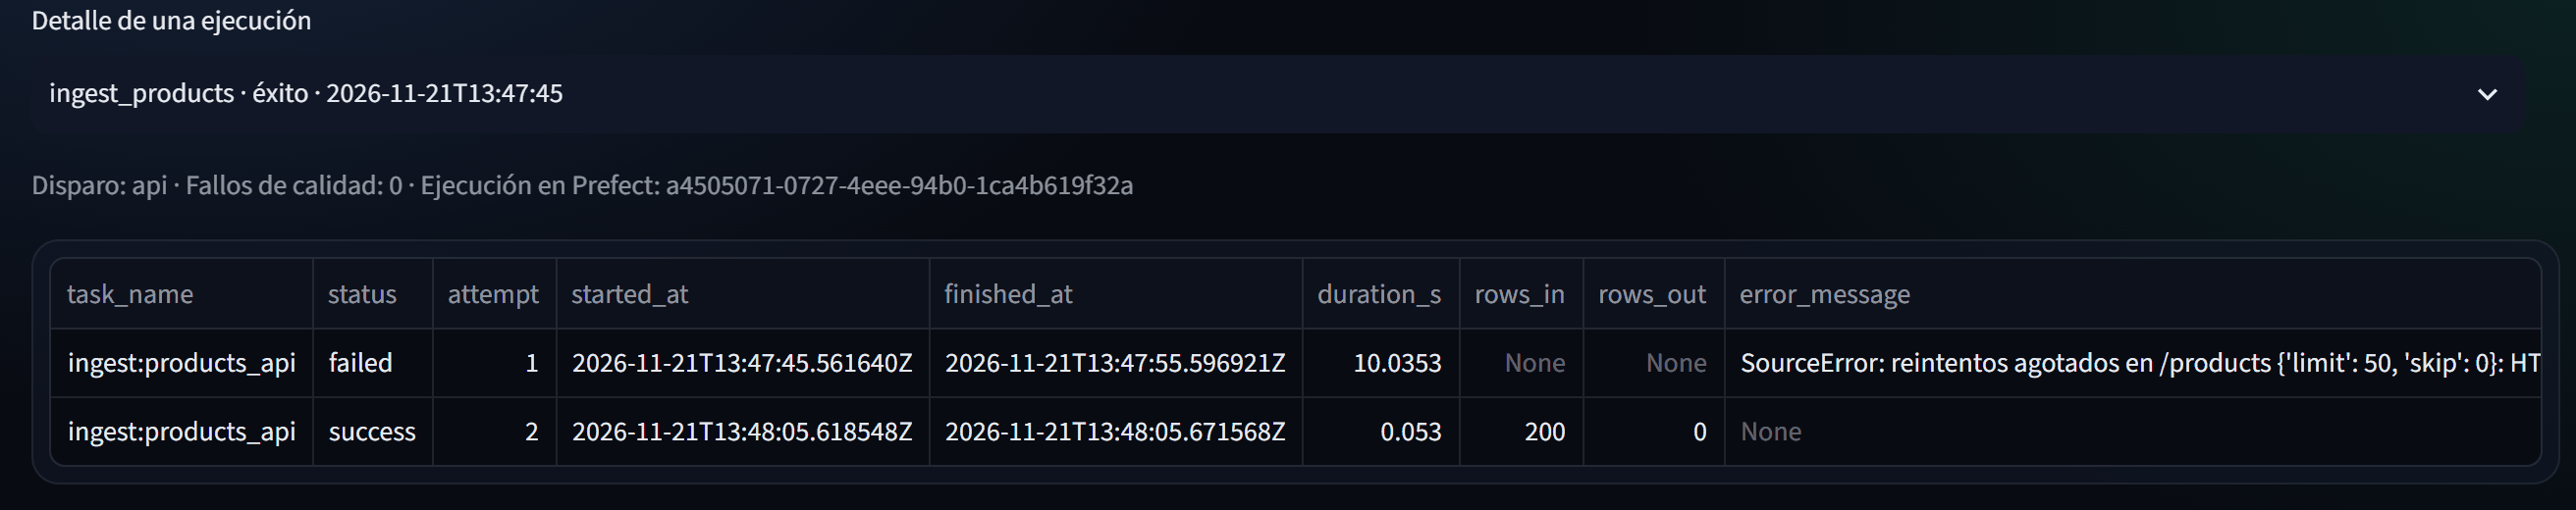 Detalle de una ejecución
ingest_products · éxito · 2026-11-21T13:47:45
Disparo: api · Fallos de calidad: 0 · Ejecución en Prefect: a4505071-0727-4eee-94b0-1ca4b619f32a
task_name status attempt started_at finished_at duration_s rows_in rows_out error_message
ingest:products_api failed 1 2026-11-21T13:47:45.561640Z 2026-11-21T13:47:55.596921Z 10.0353 None None SourceError: reintentos agotados en /products {'limit': 50, 'skip': 0}: HT
ingest:products_api success 2 2026-11-21T13:48:05.618548Z 2026-11-21T13:48:05.671568Z 0.053 200 0 None